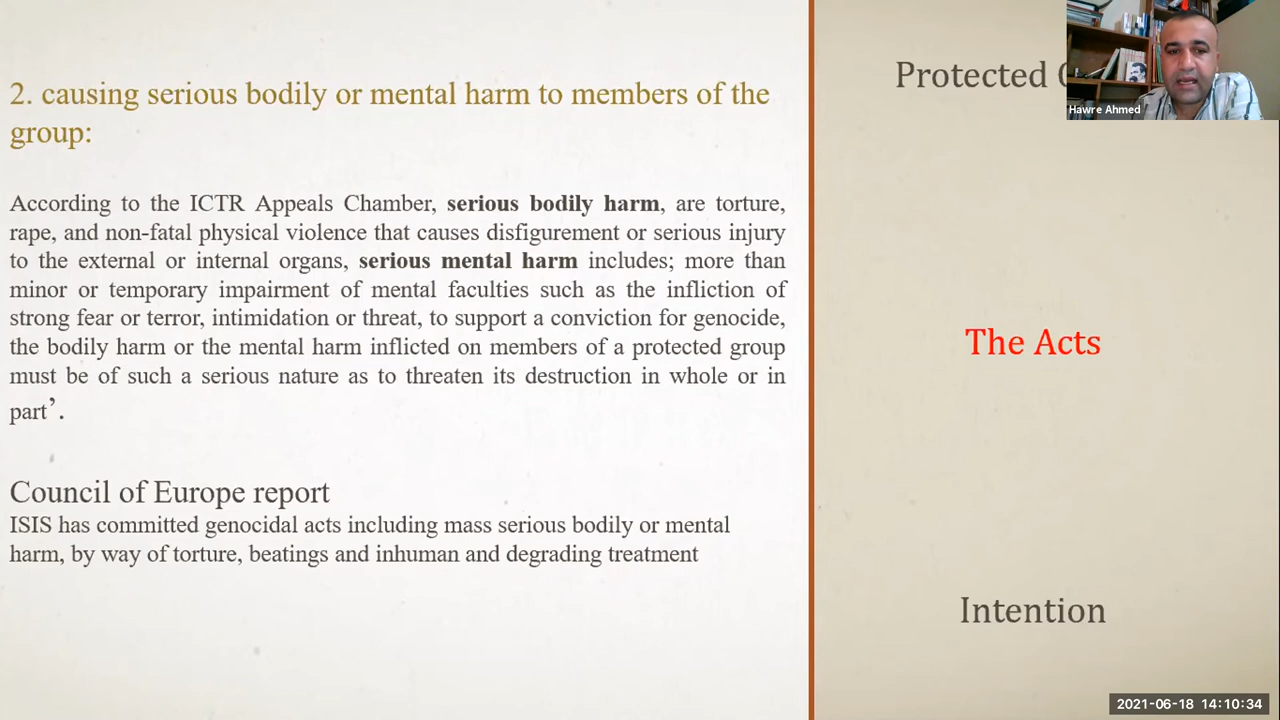 2. causing serious bodily or mental harm to members of the
group:
According to the ICTR Appeals Chamber, serious bodily harm, are torture,
rape, and non-fatal physical violence that causes disfigurement or serious injury
to the external or internal organs, serious mental harm includes; more than
minor or temporary impairment of mental faculties such as the infliction of
strong fear or terror, intimidation or threat, to support a conviction for genocide,
the bodily harm or the mental harm inflicted on members of a protected group
must be of such a serious nature as to threaten its destruction in whole or in
part’.
Council of Europe report
ISIS has committed genocidal acts including mass serious bodily or mental
harm, by way of torture, beatings and inhuman and degrading treatment
Protected
Hawre Ahmed
The Acts
Intention
2021-06-18 14:10:34